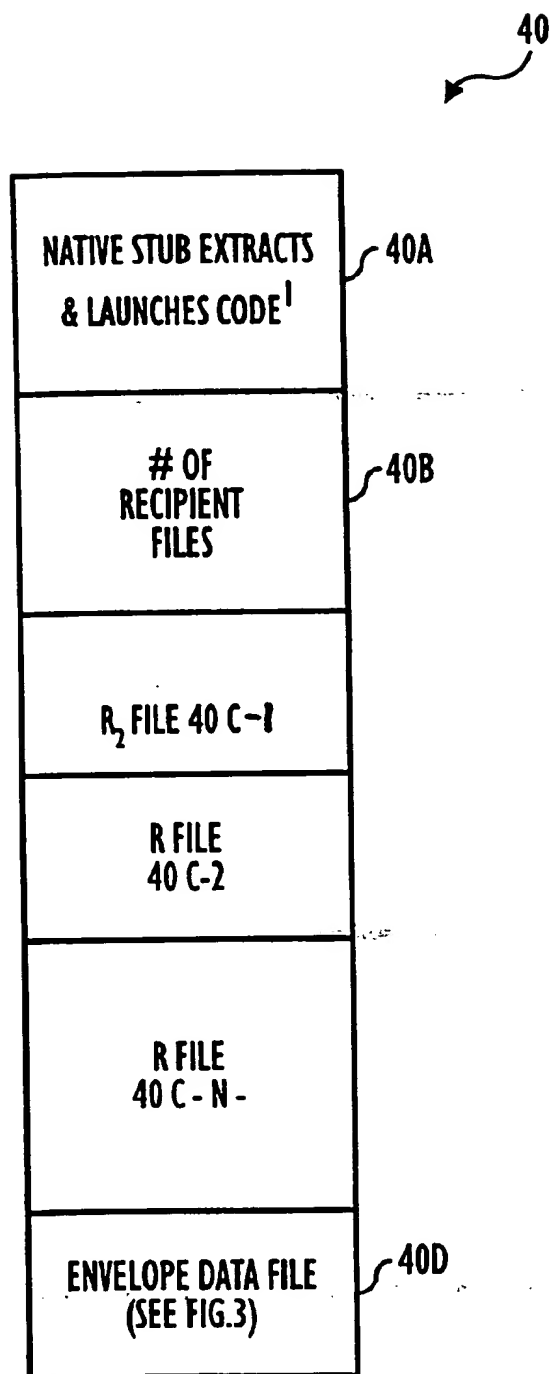 40
NATIVE STUB EXTRACTS
& LAUNCHES CODE¹
40A
# OF
RECIPIENT
FILES
40B
R₂ FILE 40 C-1
R FILE
40 C-2
R FILE
40 C - N -
ENVELOPE DATA FILE
(SEE FIG.3)
40D